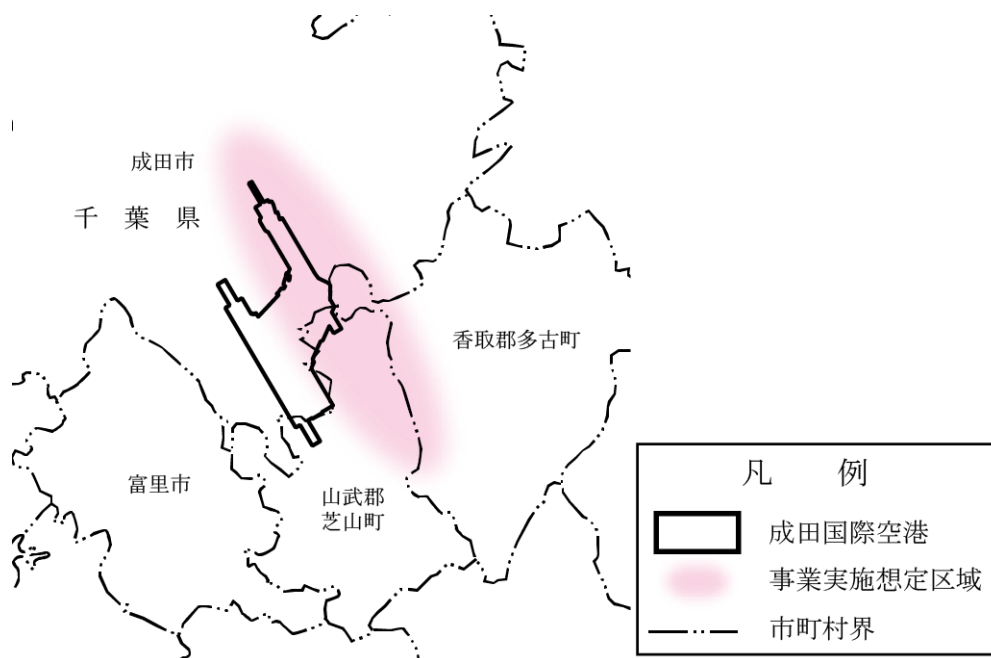 成田市
千葉県
香取郡多古町
富里市
山武郡
芝山町
凡例
成田国際空港
事業実施想定区域
市町村界